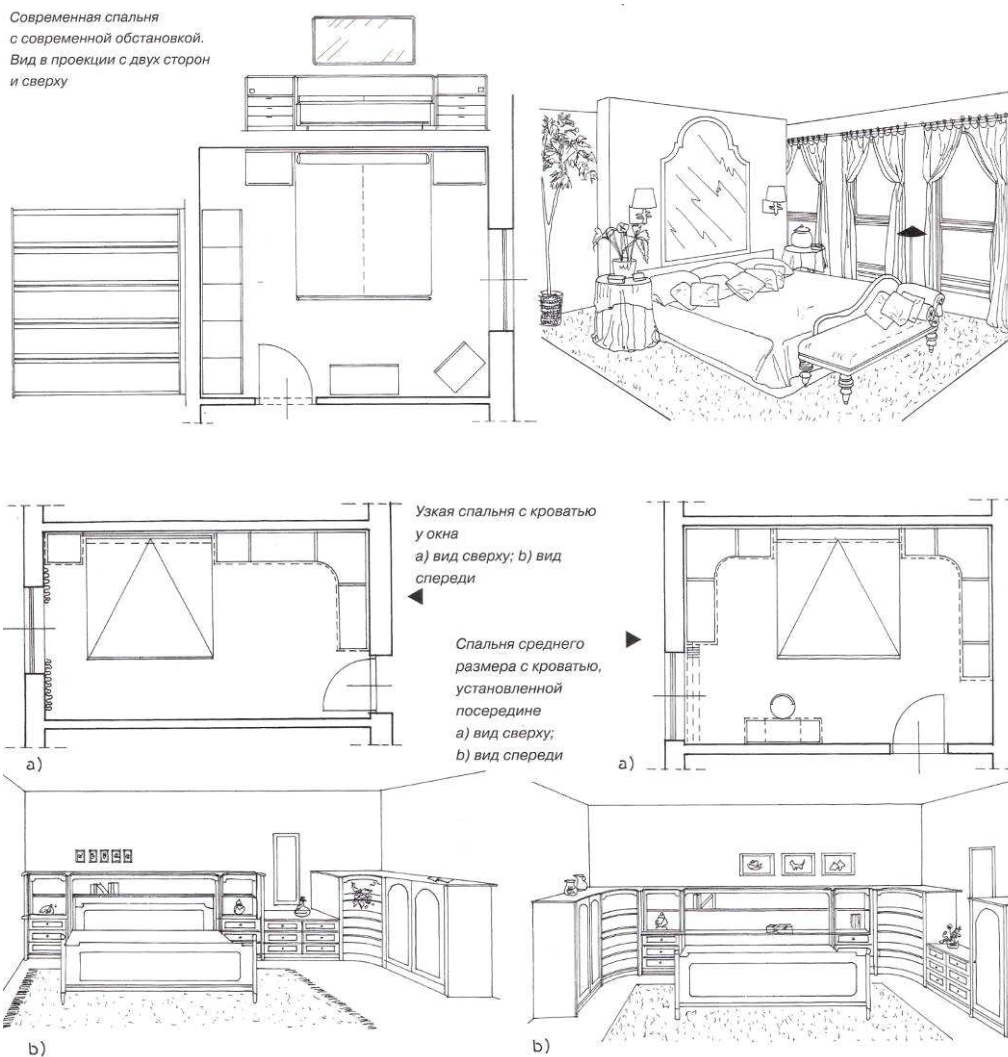 Современная спальня
с современной обстановкой.
Вид в проекции с двух сторон
и сверху
Узкая спальня с кроватью
у окна
а) вид сверху; b) вид
спереди
Спальня среднего
размера с кроватью,
установленной
посередине
а) вид сверху;
b) вид спереди
a)
a)
b)
b)